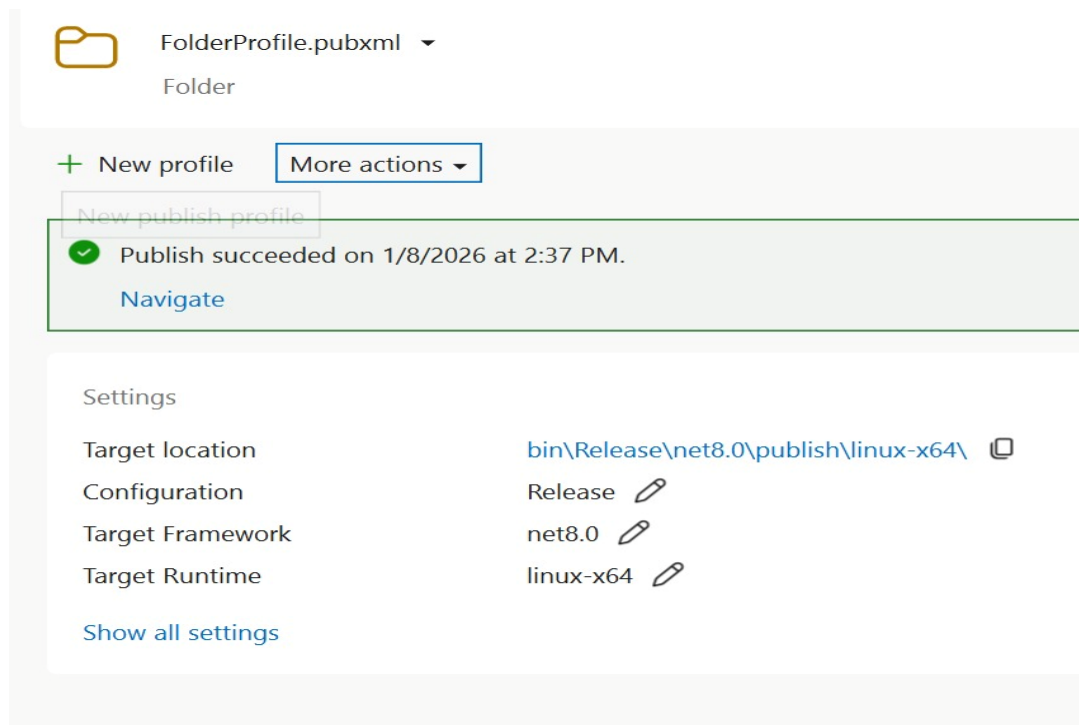 FolderProfile.pubxml
Folder
New profile
More actions
New publish profile
Publish succeeded on 1/8/2026 at 2:37 PM.
Navigate
Settings
Target location bin\Release\net8.0\publish\linux-x64\
Configuration Release
Target Framework net8.0
Target Runtime linux-x64
Show all settings